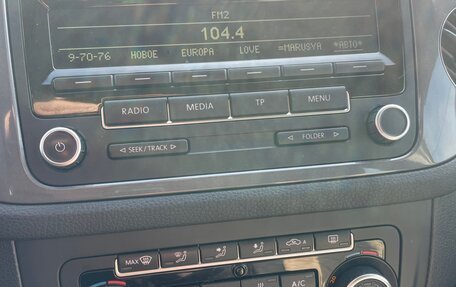 FM2
104.4
9-70-76 НОВОЕ EUROPA LOVE =MARUSYA *АВТО*
RADIO MEDIA TP MENU
◁ SEEK / TRACK ▷ ◁ FOLDER ▷
MAX
A/C